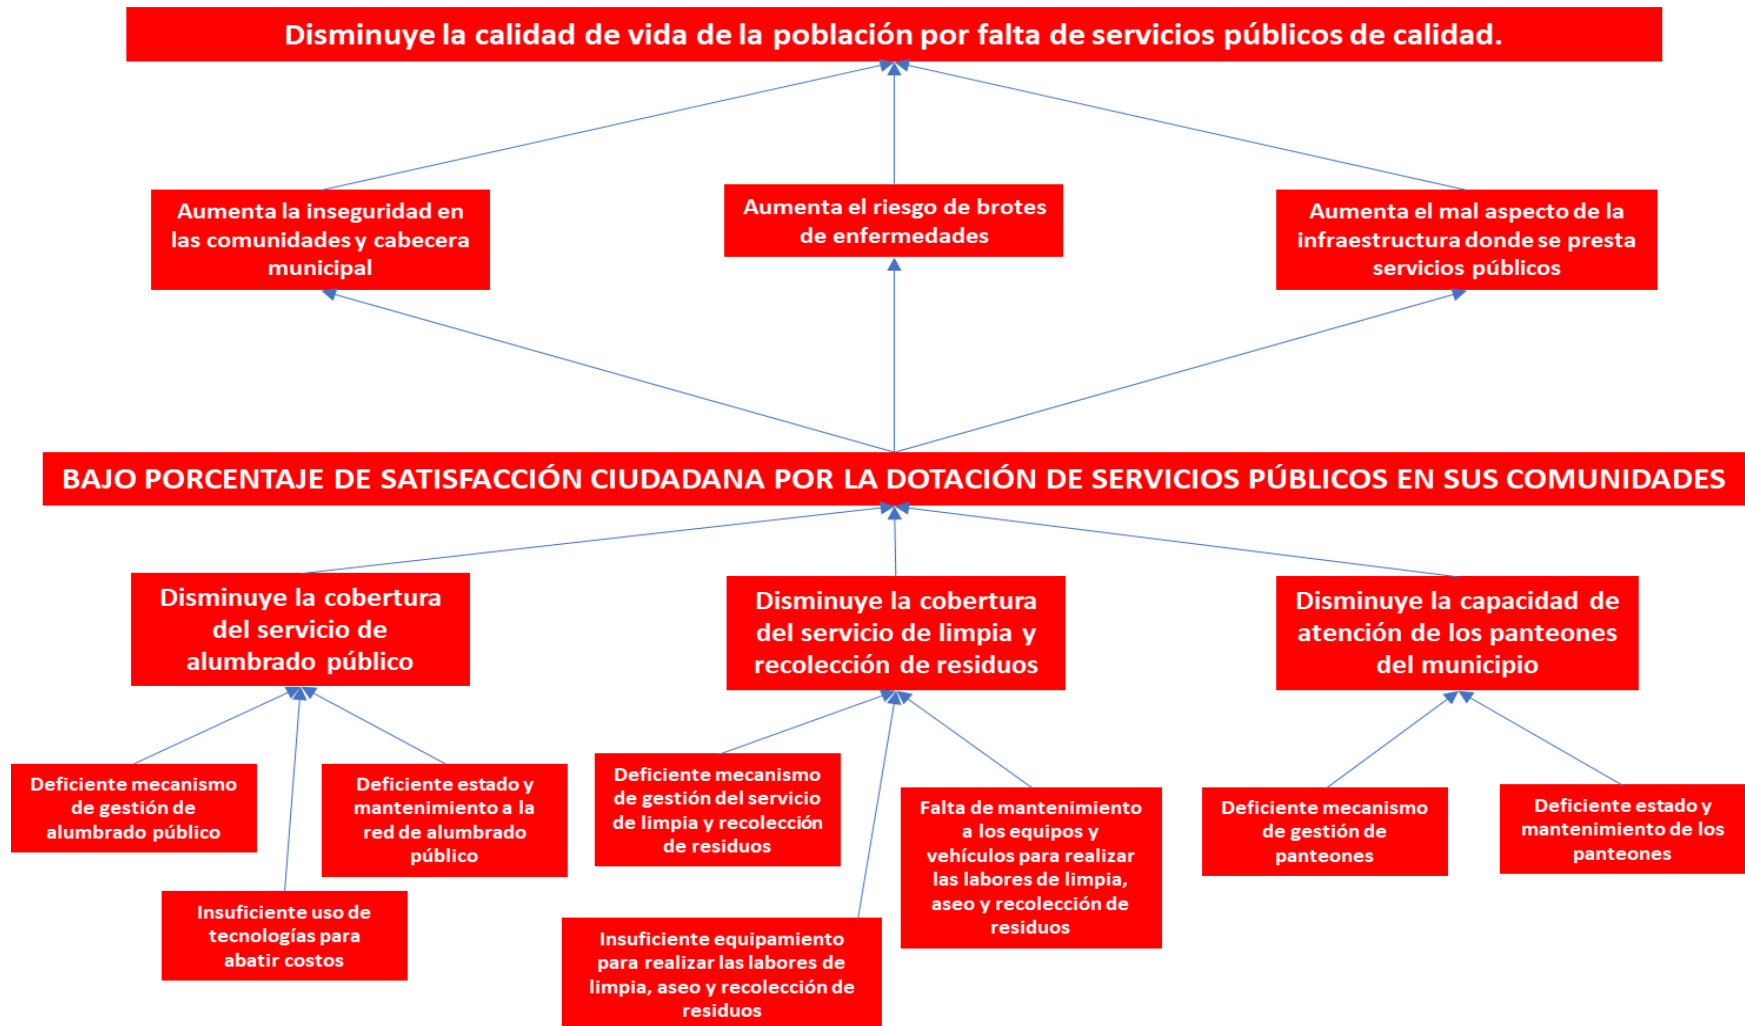 Disminuye la calidad de vida de la población por falta de servicios públicos de calidad.
Aumenta la inseguridad en
las comunidades y cabecera
municipal
Aumenta el riesgo de brotes
de enfermedades
Aumenta el mal aspecto de la
infraestructura donde se presta
servicios públicos
BAJO PORCENTAJE DE SATISFACCIÓN CIUDADANA POR LA DOTACIÓN DE SERVICIOS PÚBLICOS EN SUS COMUNIDADES
Disminuye la cobertura
del servicio de
alumbrado público
Disminuye la cobertura
del servicio de limpia y
recolección de residuos
Disminuye la capacidad de
atención de los panteones
del municipio
Deficiente mecanismo
de gestión de
alumbrado público
Insuficiente uso de
tecnologías para
abatir costos
Deficiente estado y
mantenimiento a la
red de alumbrado
público
Deficiente mecanismo
de gestión del servicio
de limpia y recolección
de residuos
Insuficiente equipamiento
para realizar las labores de
limpia, aseo y recolección de
residuos
Falta de mantenimiento
a los equipos y
vehículos para realizar
las labores de limpia,
aseo y recolección de
residuos
Deficiente mecanismo
de gestión de
panteones
Deficiente estado y
mantenimiento de los
panteones